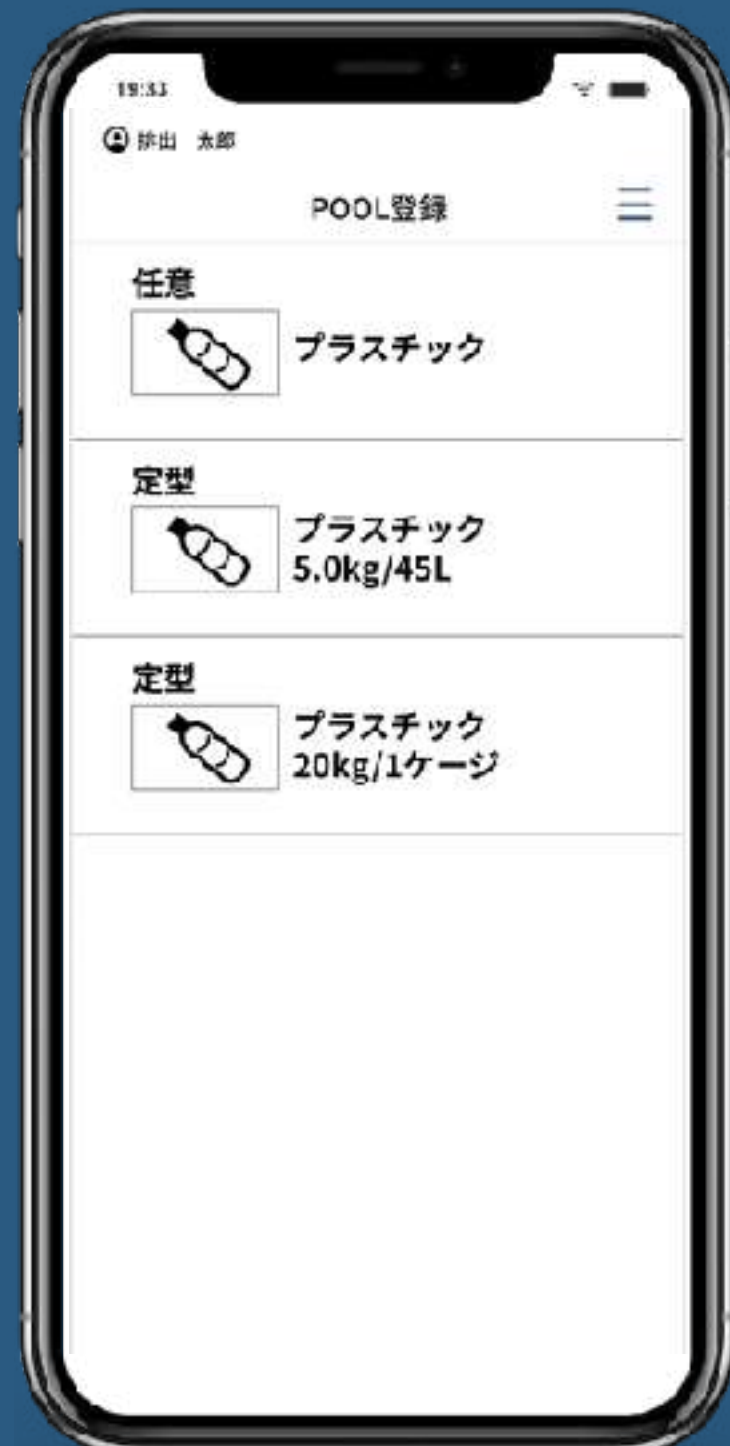 19:33
排出 太郎
POOL登録
任意
プラスチック
定型
プラスチック
5.0kg/45L
定型
プラスチック
20kg/1ケージ